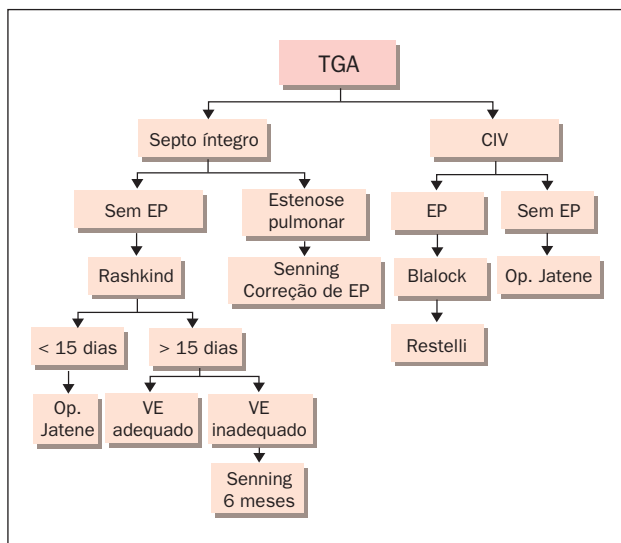 TGA
Septo íntegro
CIV
Sem EP
Estenose
pulmonar
EP
Sem EP
Rashkind
Senning
Correção de EP
Blalock
Op. Jatene
Restelli
< 15 dias
> 15 dias
Op.
Jatene
VE
adequado
VE
inadequado
Senning
6 meses